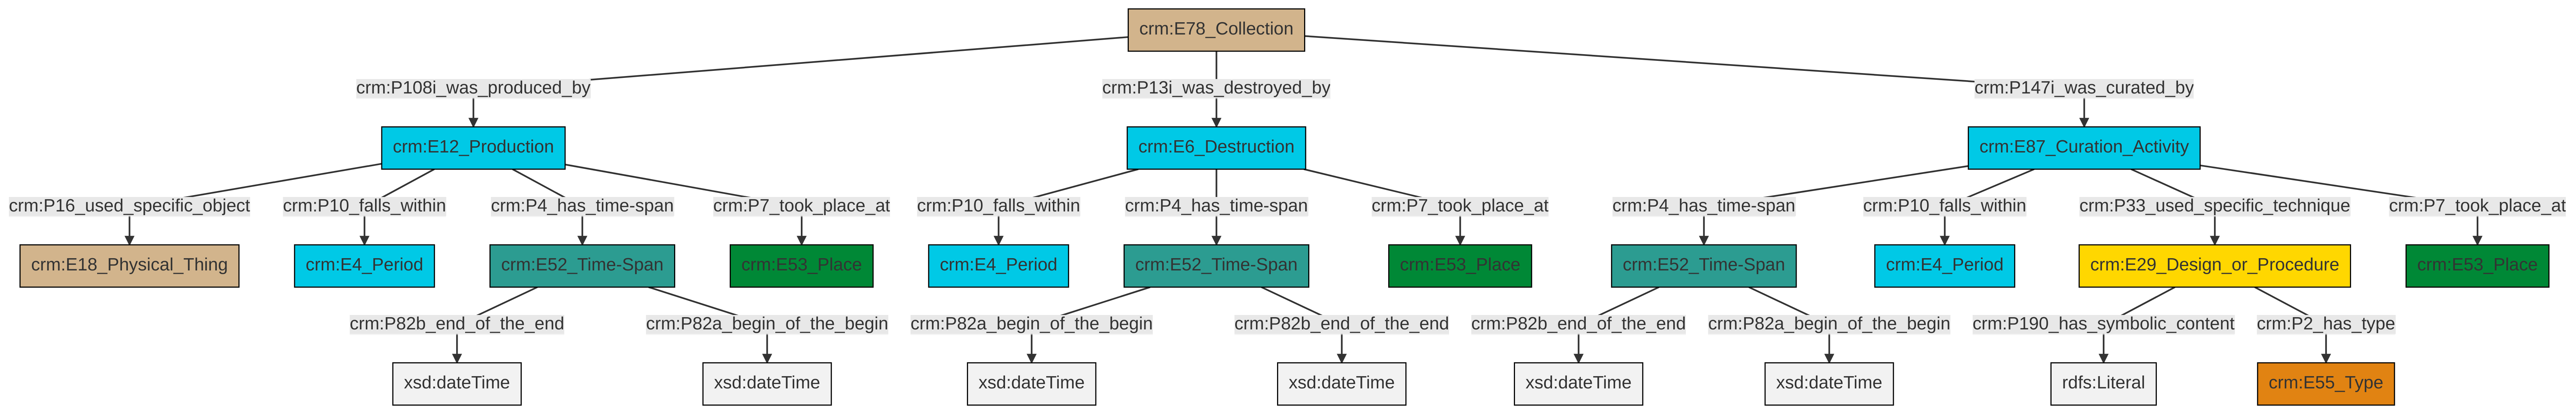 crm:E78_Collection
crm:P108i_was_produced_by
crm:P13i_was_destroyed_by
crm:P147i_was_curated_by
crm:E12_Production
crm:E6_Destruction
crm:E87_Curation_Activity
crm:P16_used_specific_object
crm:P10_falls_within
crm:P4_has_time-span
crm:P7_took_place_at
crm:P10_falls_within
crm:P4_has_time-span
crm:P7_took_place_at
crm:P4_has_time-span
crm:P10_falls_within
crm:P33_used_specific_technique
crm:P7_took_place_at
crm:E18_Physical_Thing
crm:E4_Period
crm:E52_Time-Span
crm:E53_Place
crm:E4_Period
crm:E52_Time-Span
crm:E53_Place
crm:E52_Time-Span
crm:E4_Period
crm:E29_Design_or_Procedure
crm:E53_Place
crm:P82b_end_of_the_end
crm:P82a_begin_of_the_begin
crm:P82a_begin_of_the_begin
crm:P82b_end_of_the_end
crm:P82b_end_of_the_end
crm:P82a_begin_of_the_begin
crm:P190_has_symbolic_content
crm:P2_has_type
xsd:dateTime
xsd:dateTime
xsd:dateTime
xsd:dateTime
xsd:dateTime
xsd:dateTime
rdfs:Literal
crm:E55_Type